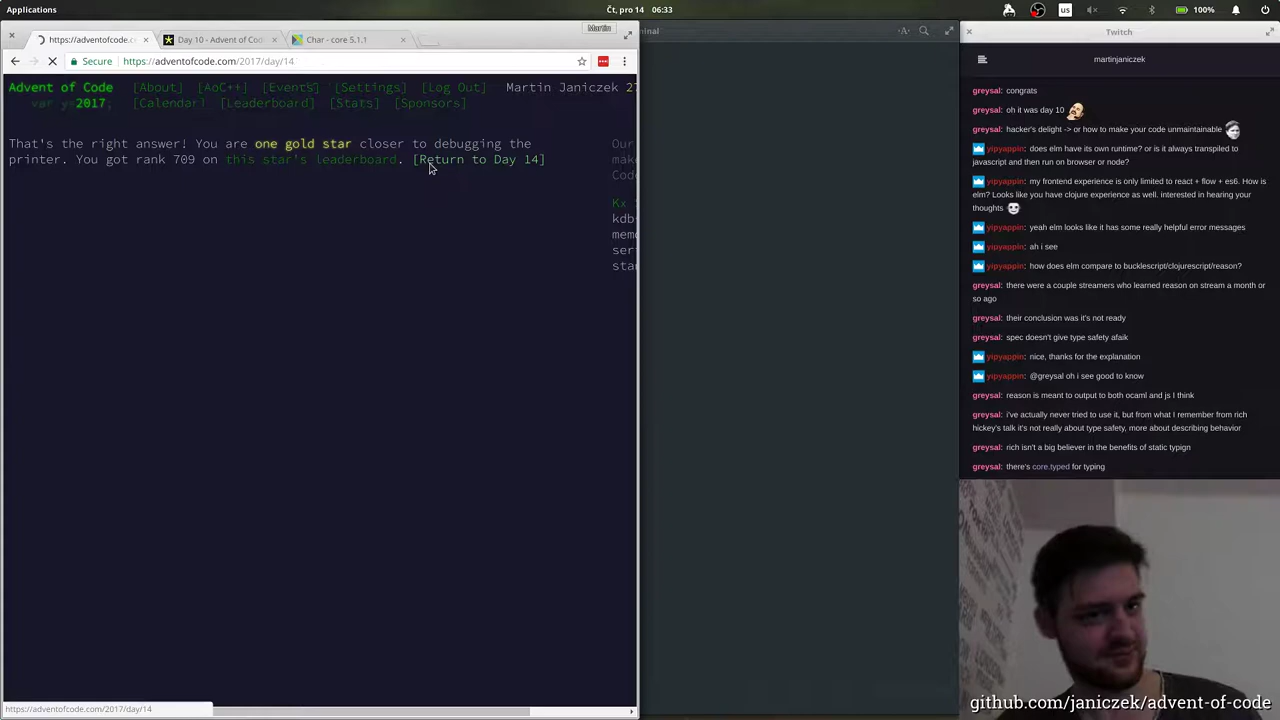 Applications
Čt, pro 14   06:33
us
100%
Martin
https://adventofcode.c
Day 10 - Advent of Cod
Char - core 5.1.1
minal
A
Twitch
Secure
https://adventofcode.com/2017/day/14
martinjaniczek
Advent of Code [About] [AoC++] [Events] [Settings] [Log Out] Martin Janiczek 27
var y=2017; [Calendar] [Leaderboard] [Stats] [Sponsors]
That's the right answer! You are one gold star closer to debugging the
printer. You got rank 709 on this star's leaderboard. [Return to Day 14]
Our
make
Code
Kx
kdb
mem
ser
sta
greysal: congrats
greysal: oh it was day 10
greysal: hacker's delight -> or how to make your code unmaintainable
yipyappin: does elm have its own runtime? or is it always transpiled to
javascript and then run on browser or node?
yipyappin: my frontend experience is only limited to react + flow + es6. How is
elm? Looks like you have clojure experience as well. interested in hearing your
thoughts
yipyappin: yeah elm looks like it has some really helpful error messages
yipyappin: ah i see
yipyappin: how does elm compare to bucklescript/clojurescript/reason?
greysal: there were a couple streamers who learned reason on stream a month or
so ago
greysal: their conclusion was it's not ready
greysal: spec doesn't give type safety afaik
yipyappin: nice, thanks for the explanation
yipyappin: @greysal oh i see good to know
greysal: reason is meant to output to both ocaml and js I think
greysal: i've actually never tried to use it, but from what I remember from rich
hickey's talk it's not really about type safety, more about describing behavior
greysal: rich isn't a big believer in the benefits of static typign
greysal: there's core.typed for typing
https://adventofcode.com/2017/day/14
github.com/janiczek/advent-of-code